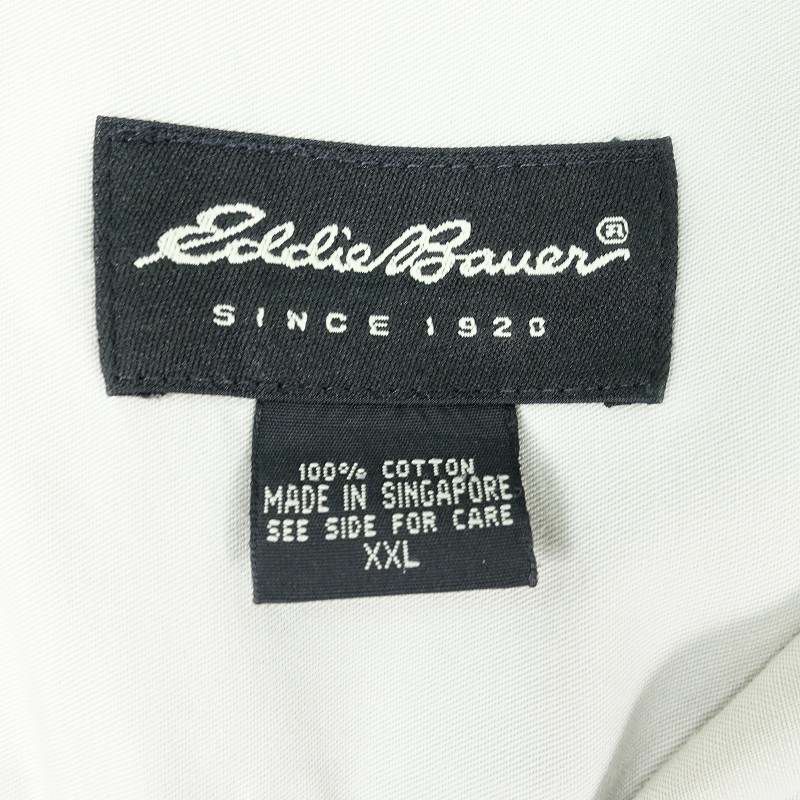 Eddie Bauer®
SINCE 1920
100% COTTON
MADE IN SINGAPORE
SEE SIDE FOR CARE
XXL